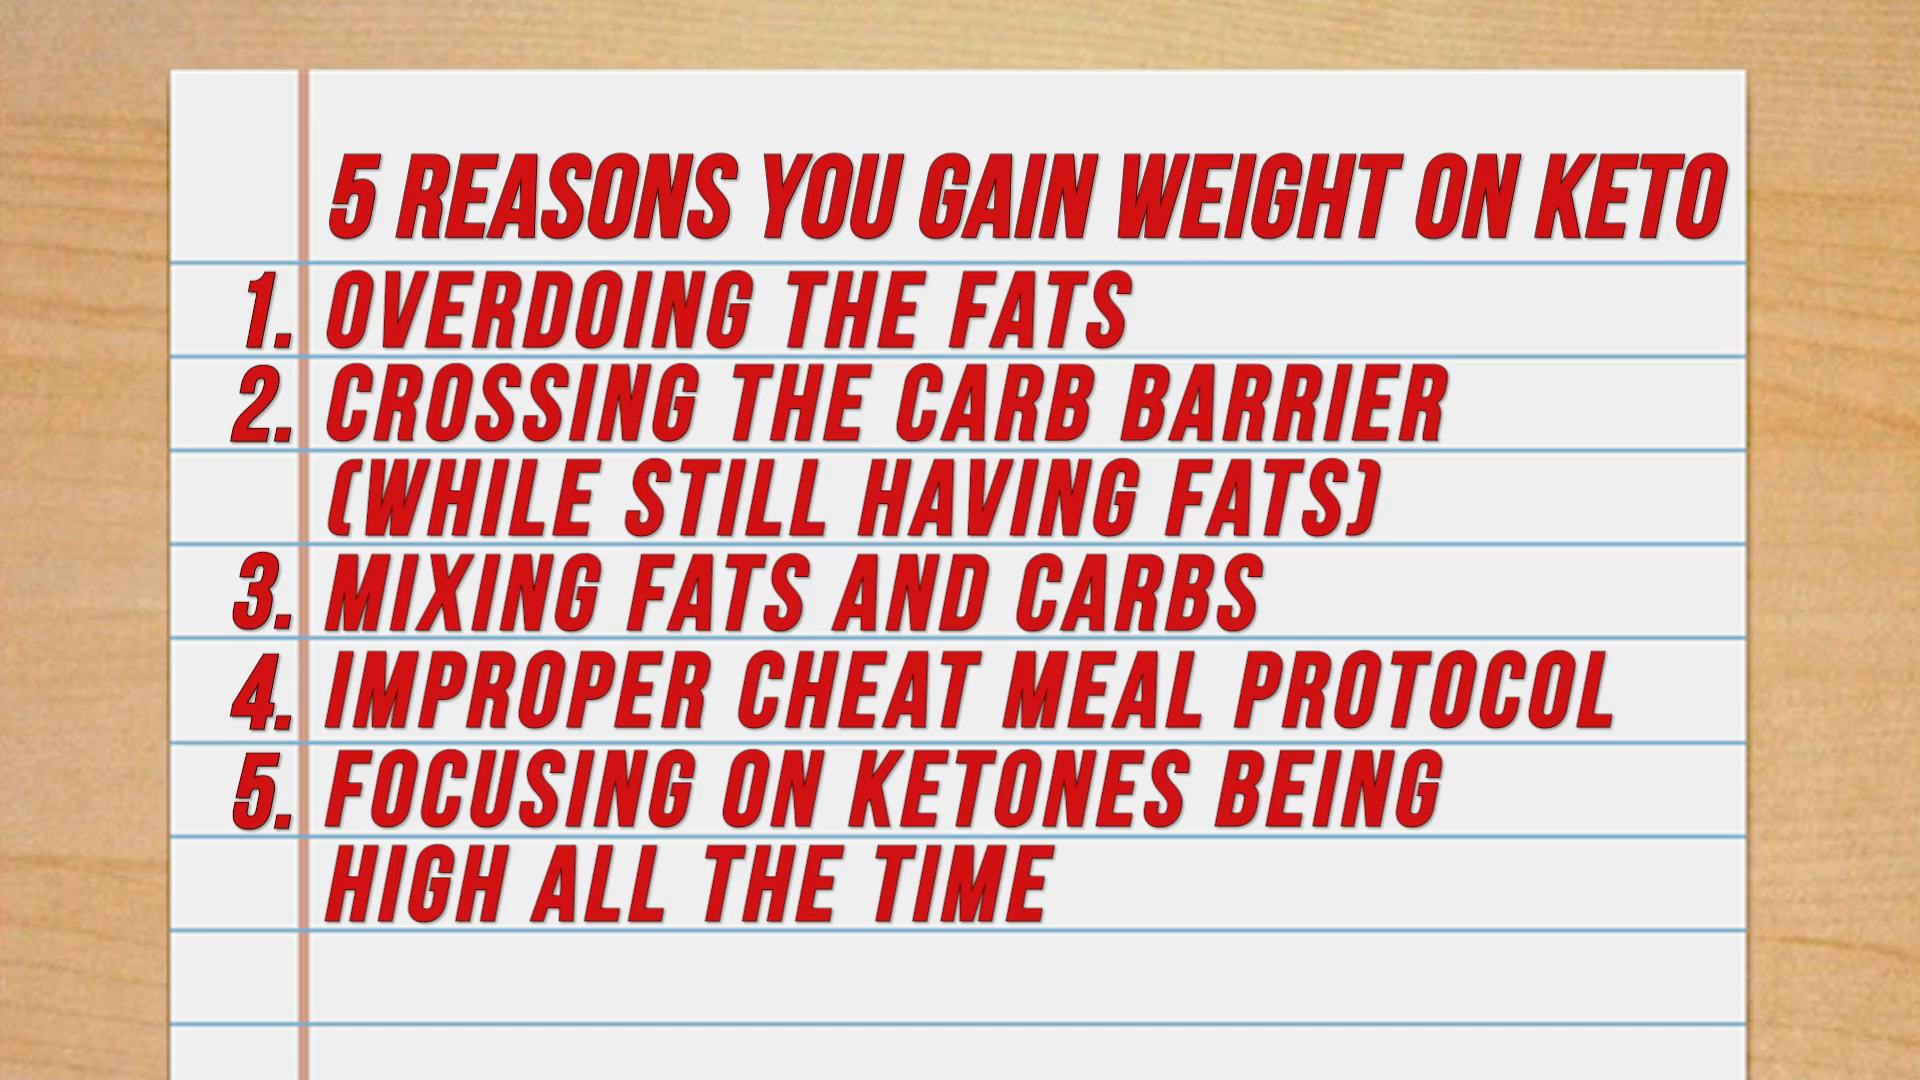 5 REASONS YOU GAIN WEIGHT ON KETO
1. OVERDOING THE FATS
2. CROSSING THE CARB BARRIER
(WHILE STILL HAVING FATS)
3. MIXING FATS AND CARBS
4. IMPROPER CHEAT MEAL PROTOCOL
5. FOCUSING ON KETONES BEING
HIGH ALL THE TIME